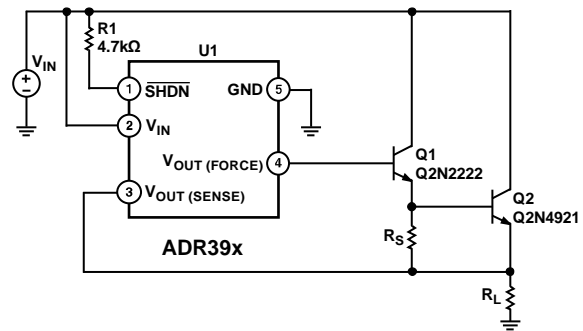 R1
4.7kΩ
U1
V_IN
+
−
1
SHDN
GND
5
2
V_IN
V_OUT (FORCE)
4
Q1
Q2N2222
3
V_OUT (SENSE)
Q2
Q2N4921
R_S
ADR39x
R_L